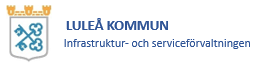 LULEÅ KOMMUN
Infrastruktur- och serviceförvaltningen